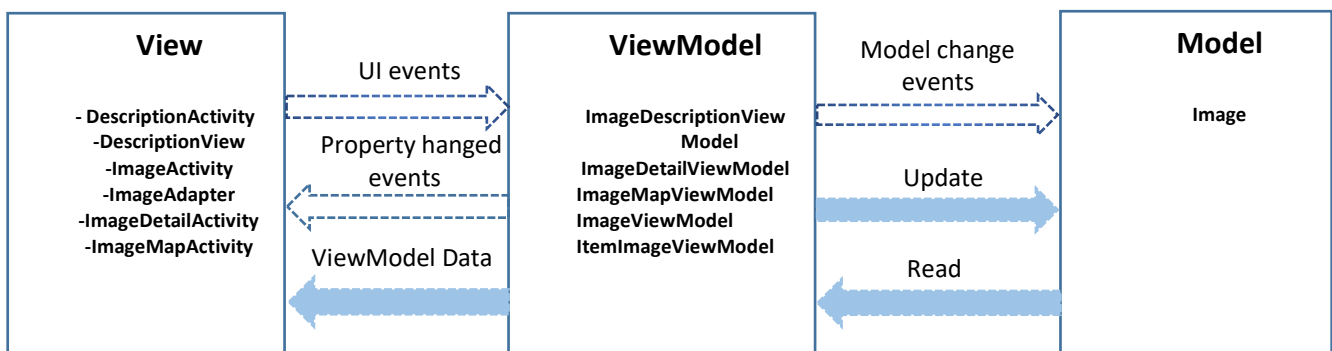 View
- DescriptionActivity
-DescriptionView
-ImageActivity
-ImageAdapter
-ImageDetailActivity
-ImageMapActivity
UI events
Property hanged
events
ViewModel Data
ViewModel
ImageDescriptionView
Model
ImageDetailViewModel
ImageMapViewModel
ImageViewModel
ItemImageViewModel
Model change
events
Update
Read
Model
Image